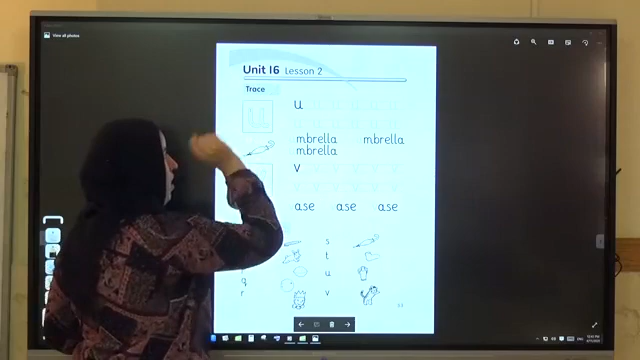 View all photos
Unit 16 Lesson 2
Trace
u
mbrella mbrella
mbrella
v
ase ase ase
s
t
u
q
r v